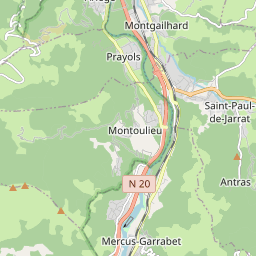 Montgailhard
Prayols
Saint-Paul-
de-Jarrat
Montoulieu
N 20
Antras
Mercus-Garrabet